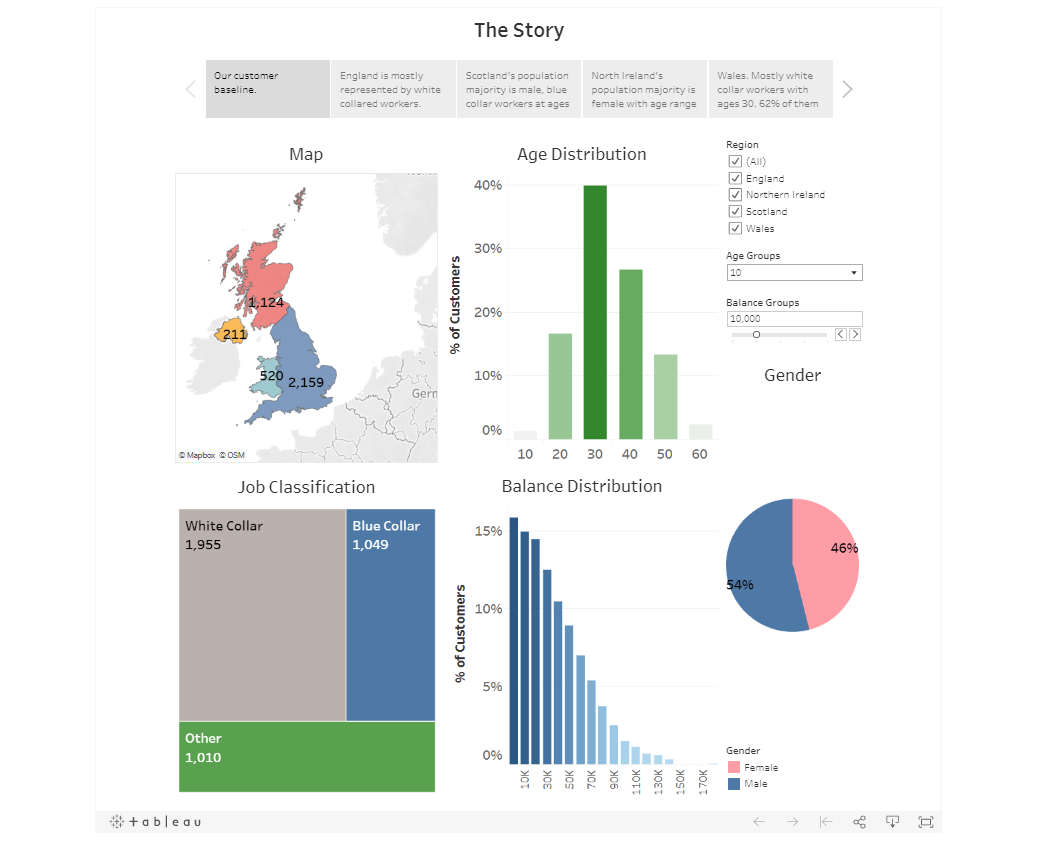 The Story
Our customer
baseline.
England is mostly
represented by white
collared workers.
Scotland's population
majority is male, blue
collar workers at ages
North Ireland's
population majority is
female with age range
Wales. Mostly white
collar workers with
ages 30. 62% of them
Map
1,124
211
520
2,159
Germ
© Mapbox © OSM
Age Distribution
% of Customers
40%
30%
20%
10%
0%
10 20 30 40 50 60
Region
(All)
England
Northern Ireland
Scotland
Wales
Age Groups
10
Balance Groups
10,000
Job Classification
White Collar
1,955
Blue Collar
1,049
Other
1,010
Balance Distribution
% of Customers
15%
10%
5%
0%
10K 30K 50K 70K 90K 110K 130K 150K 170K
Gender
46%
54%
Gender
Female
Male
+ableau